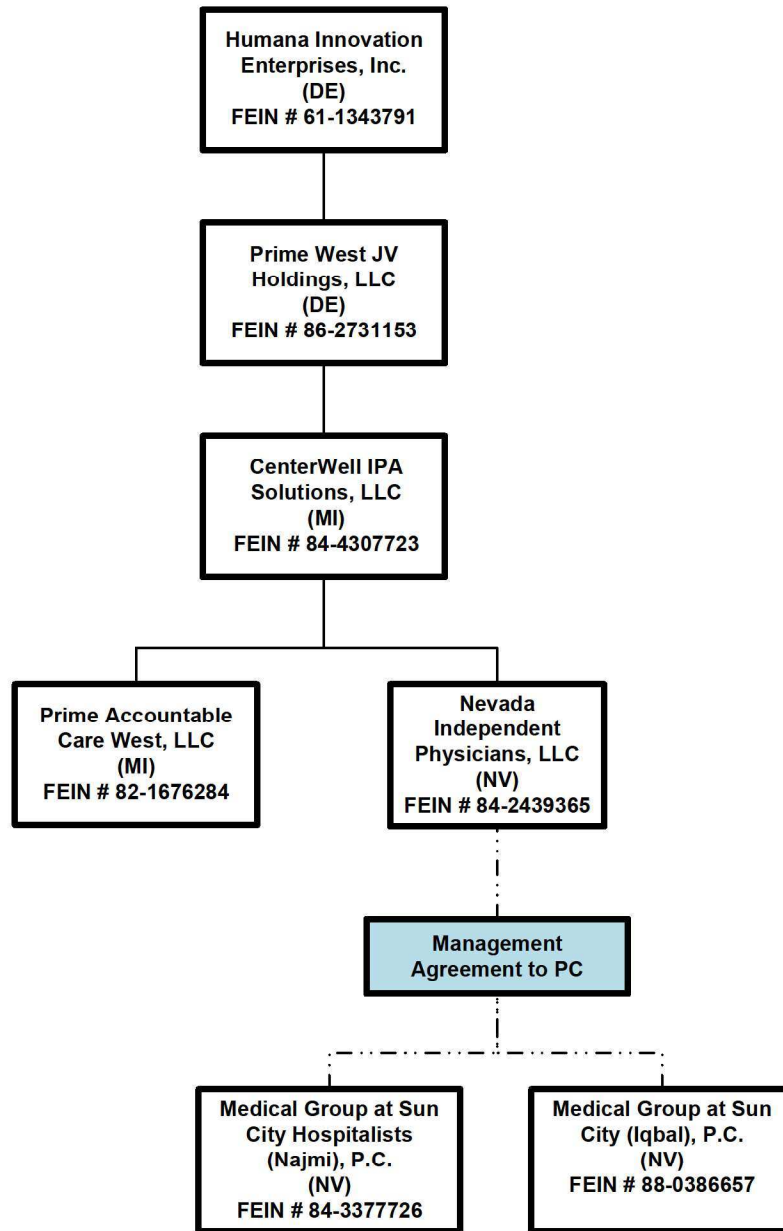 Humana Innovation
Enterprises, Inc.
(DE)
FEIN # 61-1343791
Prime West JV
Holdings, LLC
(DE)
FEIN # 86-2731153
CenterWell IPA
Solutions, LLC
(MI)
FEIN # 84-4307723
Prime Accountable
Care West, LLC
(MI)
FEIN # 82-1676284
Nevada
Independent
Physicians, LLC
(NV)
FEIN # 84-2439365
Management
Agreement to PC
Medical Group at Sun
City Hospitalists
(Najmi), P.C.
(NV)
FEIN # 84-3377726
Medical Group at Sun
City (Iqbal), P.C.
(NV)
FEIN # 88-0386657